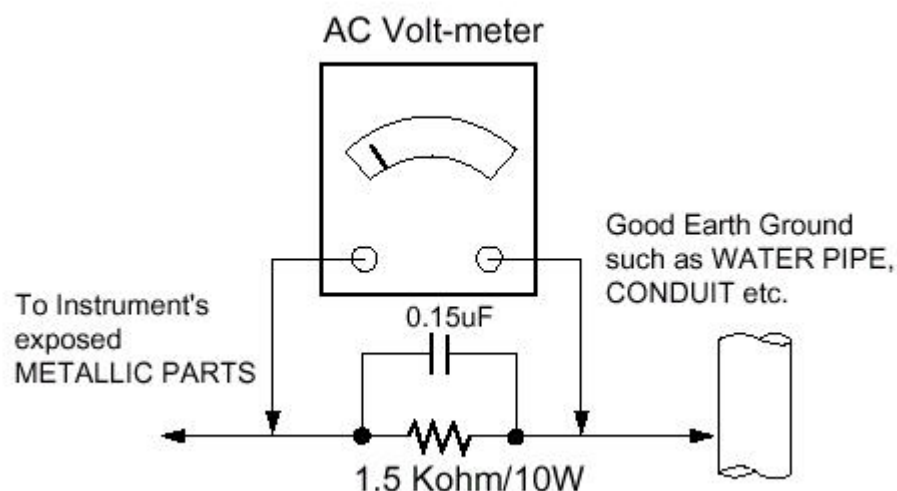 AC Volt-meter
Good Earth Ground
such as WATER PIPE,
CONDUIT etc.
To Instrument's
exposed
METALLIC PARTS
0.15uF
1.5 Kohm/10W